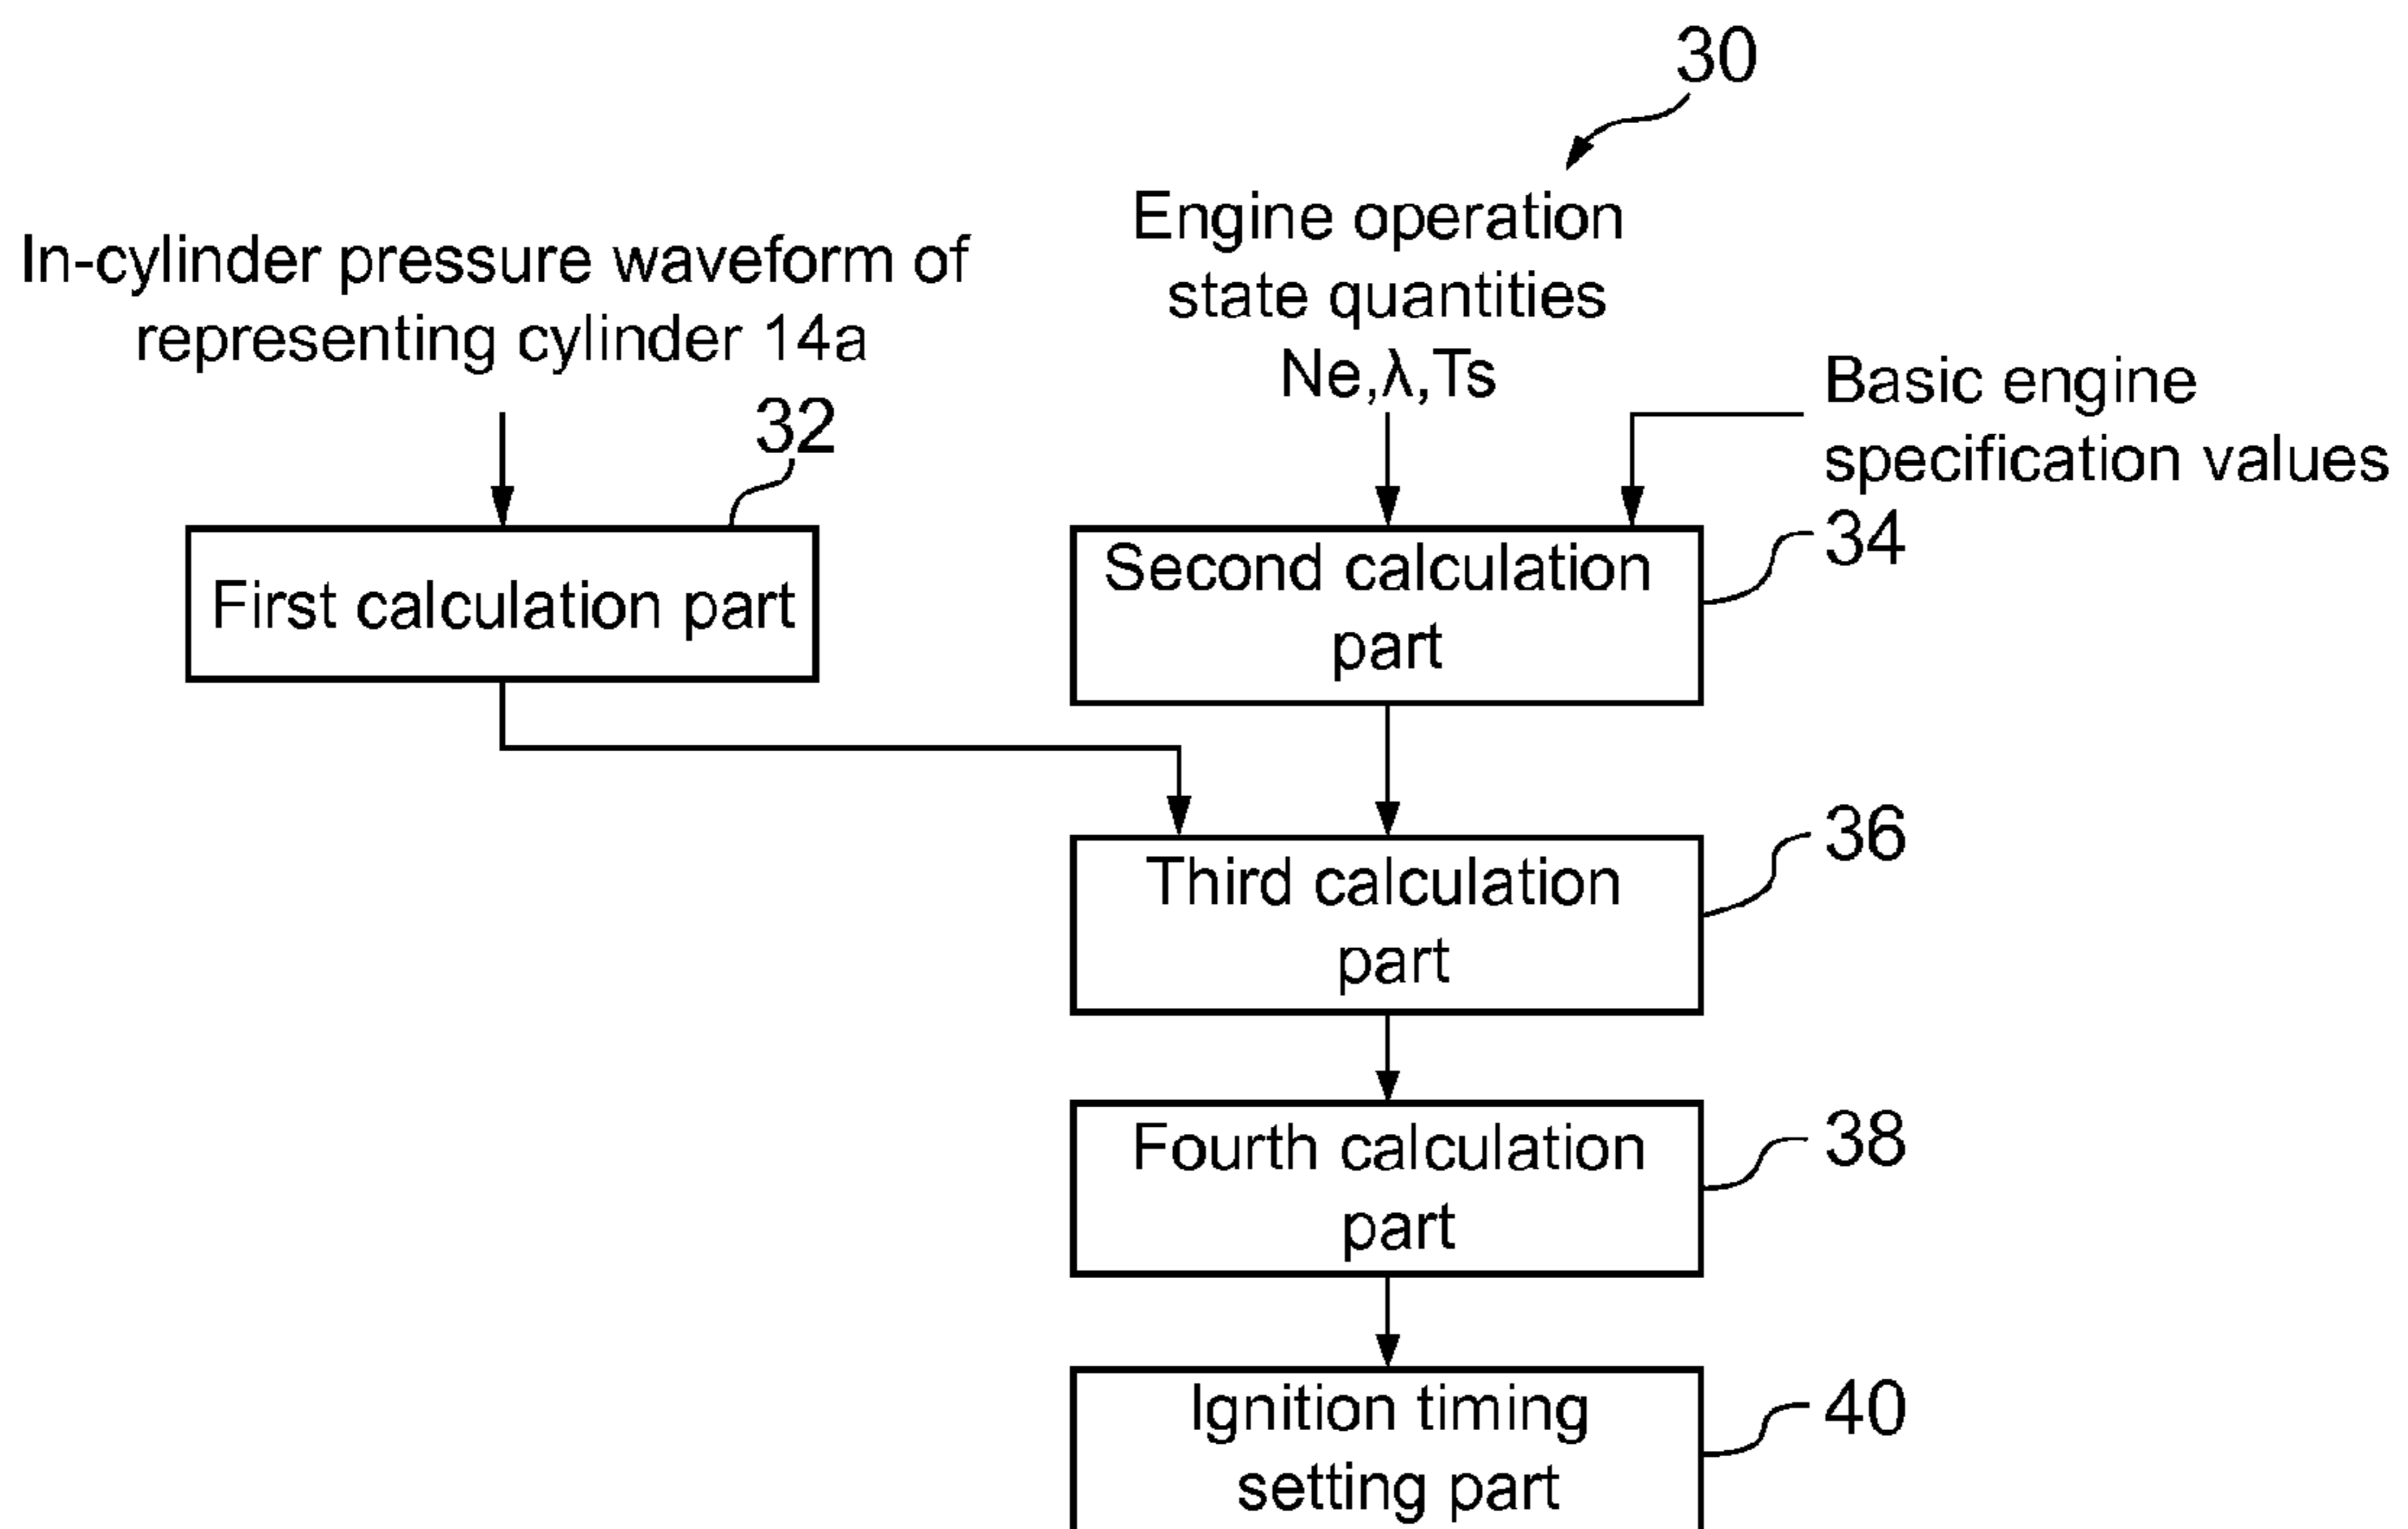 30
In-cylinder pressure waveform of
representing cylinder 14a
Engine operation
state quantities
Ne,λ,Ts
Basic engine
specification values
32
First calculation part
34
Second calculation
part
36
Third calculation
part
38
Fourth calculation
part
40
Ignition timing
setting part